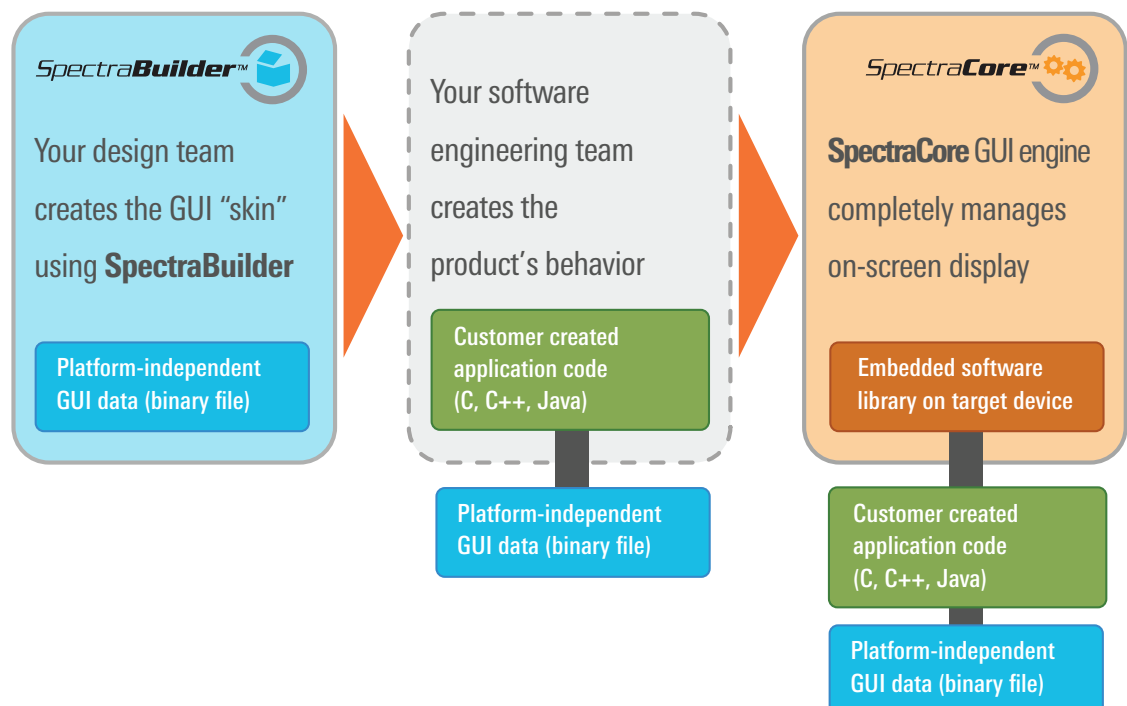 SpectraBuilder™
Your design team
creates the GUI “skin”
using SpectraBuilder
Platform-independent
GUI data (binary file)
Your software
engineering team
creates the
product’s behavior
Customer created
application code
(C, C++, Java)
Platform-independent
GUI data (binary file)
SpectraCore™
SpectraCore GUI engine
completely manages
on-screen display
Embedded software
library on target device
Customer created
application code
(C, C++, Java)
Platform-independent
GUI data (binary file)